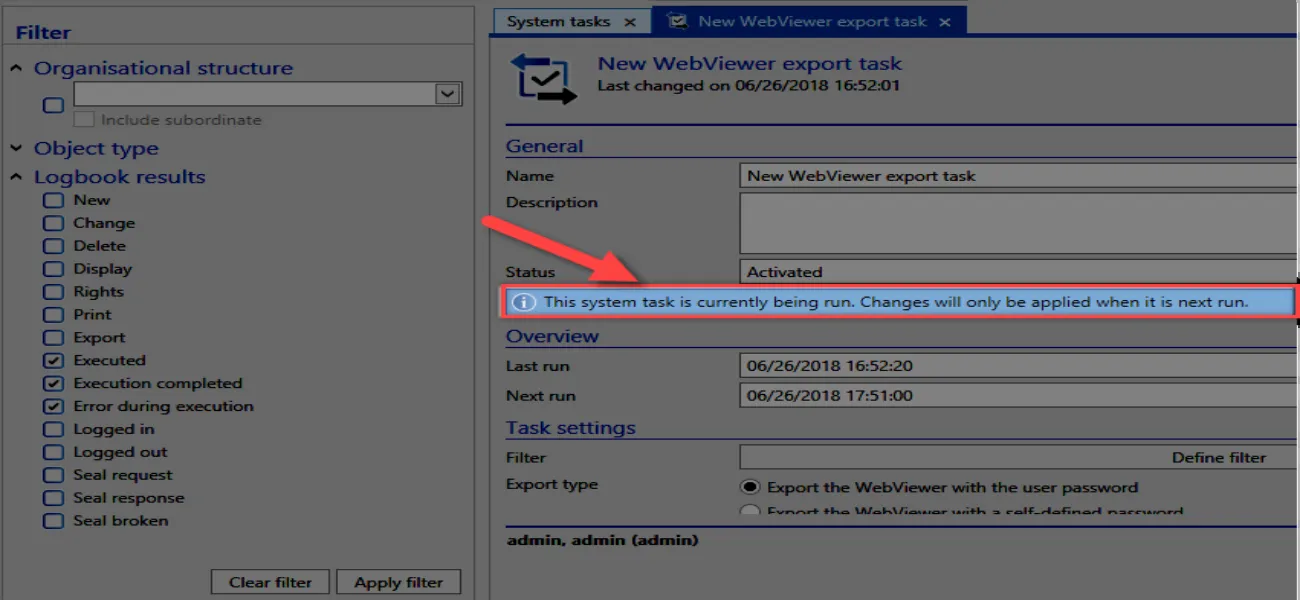 Filter
Organisational structure
Include subordinate
Object type
Logbook results
New
Change
Delete
Display
Rights
Print
Export
Executed
Execution completed
Error during execution
Logged in
Logged out
Seal request
Seal response
Seal broken
Clear filter
Apply filter
System tasks
New WebViewer export task
New WebViewer export task
Last changed on 06/26/2018 16:52:01
General
Name New WebViewer export task
Description
Status Activated
This system task is currently being run. Changes will only be applied when it is next run.
Overview
Last run 06/26/2018 16:52:20
Next run 06/26/2018 17:51:00
Task settings
Filter Define filter
Export type Export the WebViewer with the user password
Export the WebViewer with a self-defined password
admin, admin (admin)